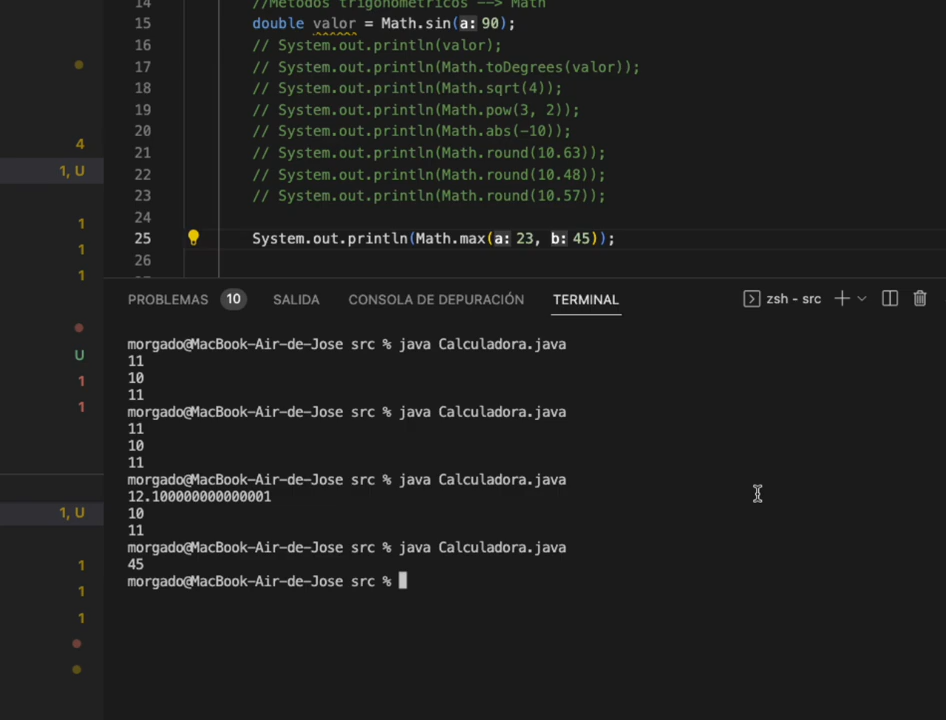 14 //Métodos trigonométricos --> Math
15 double valor = Math.sin(a: 90);
16 // System.out.println(valor);
17 // System.out.println(Math.toDegrees(valor));
4
18 // System.out.println(Math.sqrt(4));
19 // System.out.println(Math.pow(3, 2));
20 // System.out.println(Math.abs(-10));
21 // System.out.println(Math.round(10.63));
1, U
22 // System.out.println(Math.round(10.48));
23 // System.out.println(Math.round(10.57));
24
1
25 System.out.println(Math.max(a: 23, b: 45));
1
26
1
PROBLEMAS 10 SALIDA CONSOLA DE DEPURACIÓN TERMINAL zsh - src
morgado@MacBook-Air-de-Jose src % java Calculadora.java
U
11
10
1
11
1
morgado@MacBook-Air-de-Jose src % java Calculadora.java
11
10
11
morgado@MacBook-Air-de-Jose src % java Calculadora.java
12.100000000000001
10
1, U
11
morgado@MacBook-Air-de-Jose src % java Calculadora.java
45
1
morgado@MacBook-Air-de-Jose src %
1
1